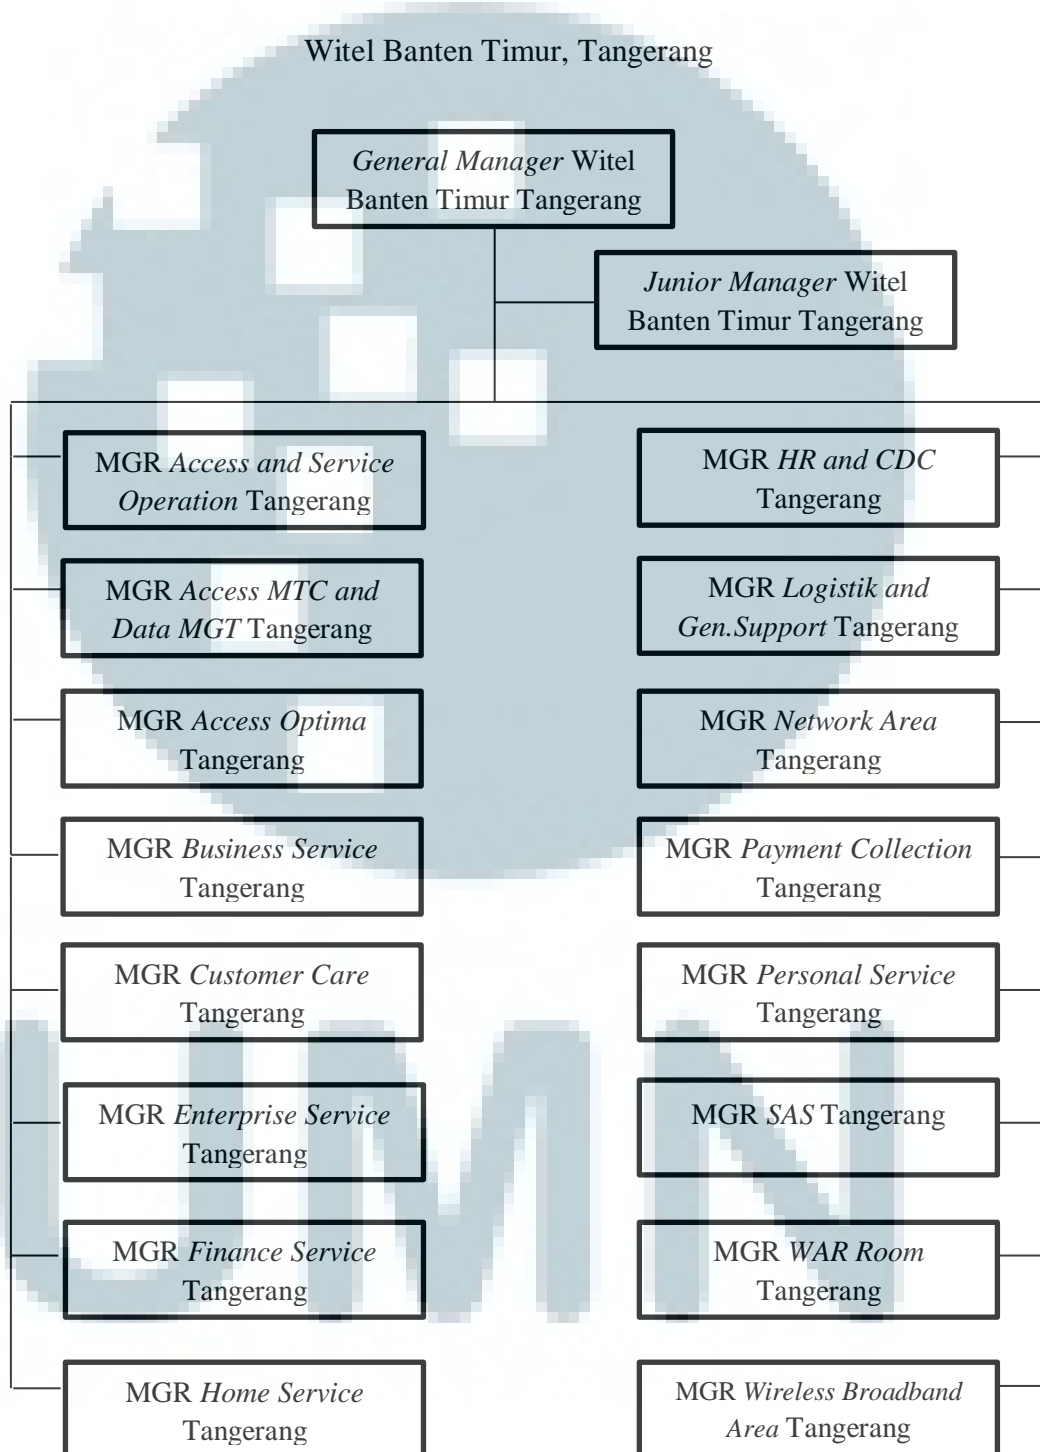 Witel Banten Timur, Tangerang
General Manager Witel
Banten Timur Tangerang
Junior Manager Witel
Banten Timur Tangerang
MGR Access and Service
Operation Tangerang
MGR HR and CDC
Tangerang
MGR Access MTC and
Data MGT Tangerang
MGR Logistik and
Gen.Support Tangerang
MGR Access Optima
Tangerang
MGR Network Area
Tangerang
MGR Business Service
Tangerang
MGR Payment Collection
Tangerang
MGR Customer Care
Tangerang
MGR Personal Service
Tangerang
MGR Enterprise Service
Tangerang
MGR SAS Tangerang
MGR Finance Service
Tangerang
MGR WAR Room
Tangerang
MGR Home Service
Tangerang
MGR Wireless Broadband
Area Tangerang
UMN